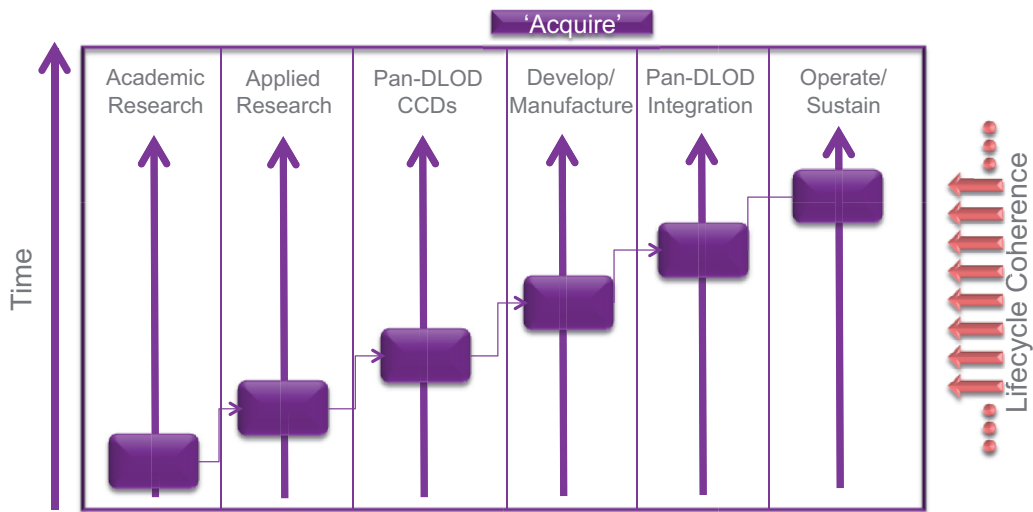 ‘Acquire’
Academic
Research
Applied
Research
Pan-DLOD
CCDs
Develop/
Manufacture
Pan-DLOD
Integration
Operate/
Sustain
Time
Lifecycle Coherence